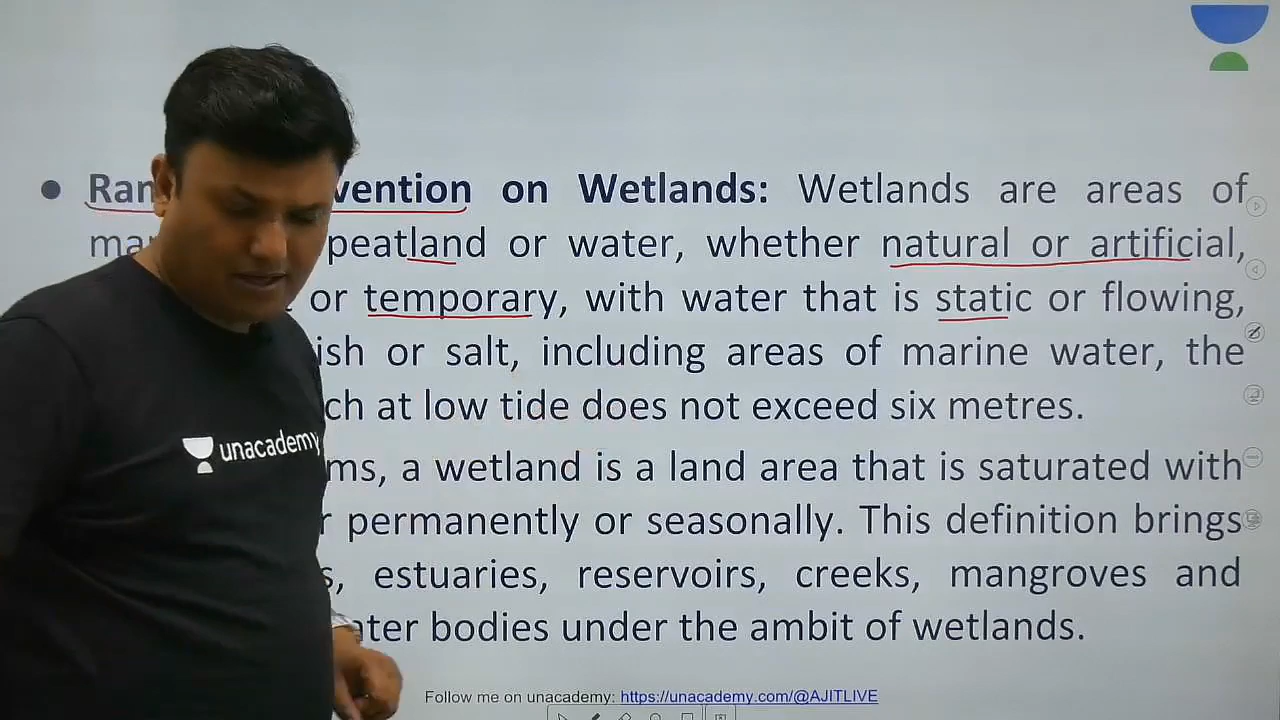 ● Ran vention on Wetlands: Wetlands are areas of
ma peatland or water, whether natural or artificial,
or temporary, with water that is static or flowing,
ish or salt, including areas of marine water, the
ch at low tide does not exceed six metres.
ms, a wetland is a land area that is saturated with
r permanently or seasonally. This definition brings
s, estuaries, reservoirs, creeks, mangroves and
ater bodies under the ambit of wetlands.
unacademy
Follow me on unacademy: https://unacademy.com/@AJITLIVE